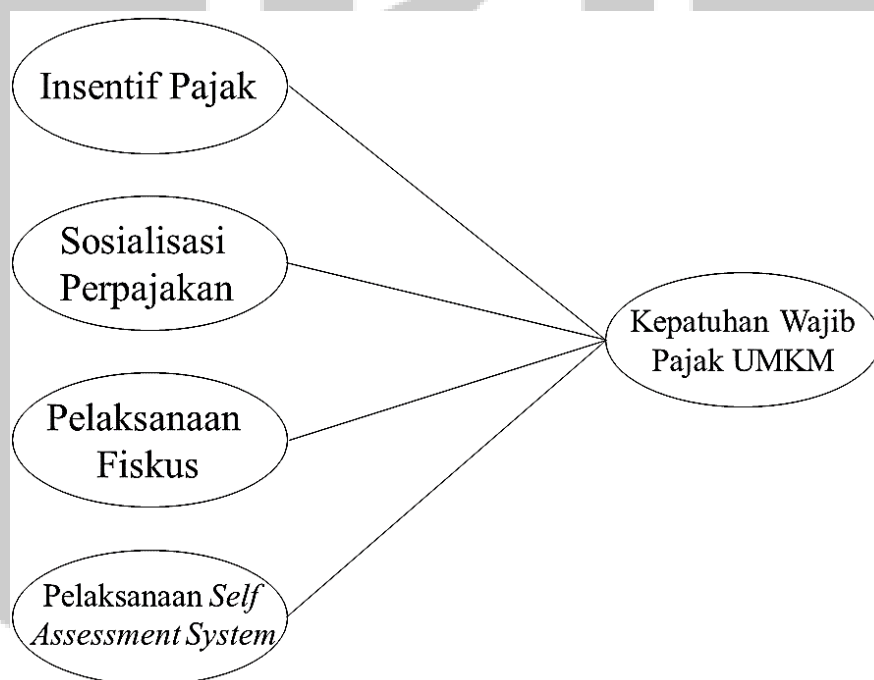 Insentif Pajak
Sosialisasi
Perpajakan
Pelaksanaan
Fiskus
Pelaksanaan Self
Assessment System
Kepatuhan Wajib
Pajak UMKM